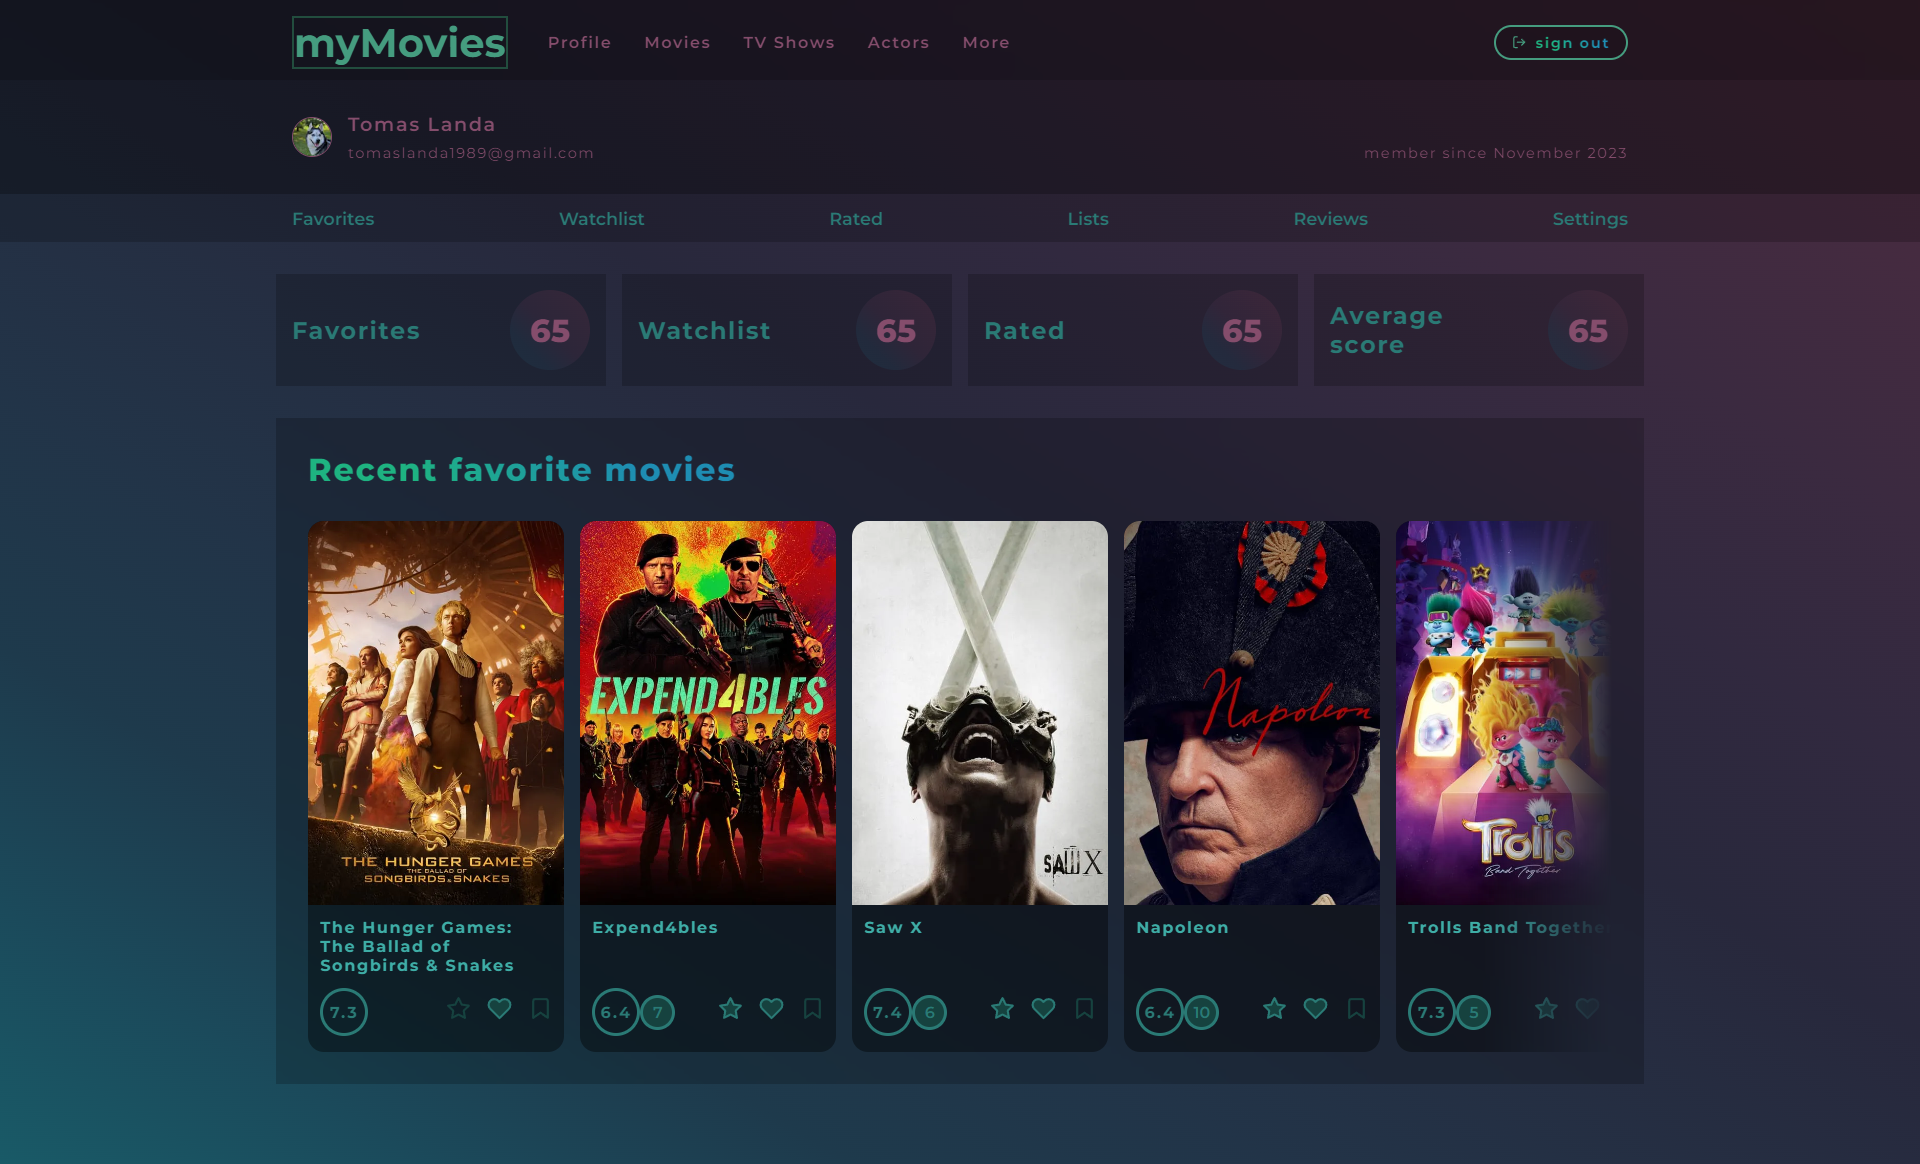 myMovies
Profile
Movies
TV Shows
Actors
More
sign out
Tomas Landa
tomaslanda1989@gmail.com
member since November 2023
Favorites
Watchlist
Rated
Lists
Reviews
Settings
Favorites
65
Watchlist
65
Rated
65
Average
score
65
Recent favorite movies
THE HUNGER GAMES
THE BALLAD OF
SONGBIRDS & SNAKES
EXPEND4BLES
SAW X
Napoleon
Trolls
Band Together
The Hunger Games:
The Ballad of
Songbirds & Snakes
7.3
Expend4bles
6.4
7
Saw X
7.4
6
Napoleon
6.4
10
Trolls Band Together
7.3
5